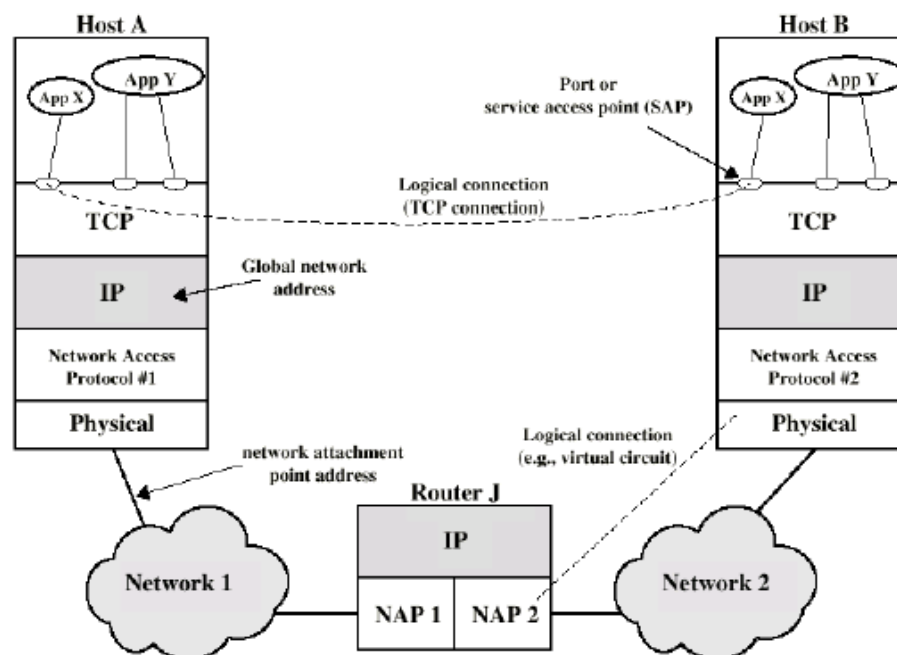 Host A
Host B
App X
App Y
Port or
service access point (SAP)
App X
App Y
Logical connection
(TCP connection)
TCP
TCP
Global network
address
IP
IP
Network Access
Protocol #1
Network Access
Protocol #2
Physical
Physical
Logical connection
(e.g., virtual circuit)
network attachment
point address
Router J
IP
Network 1
NAP 1
NAP 2
Network 2